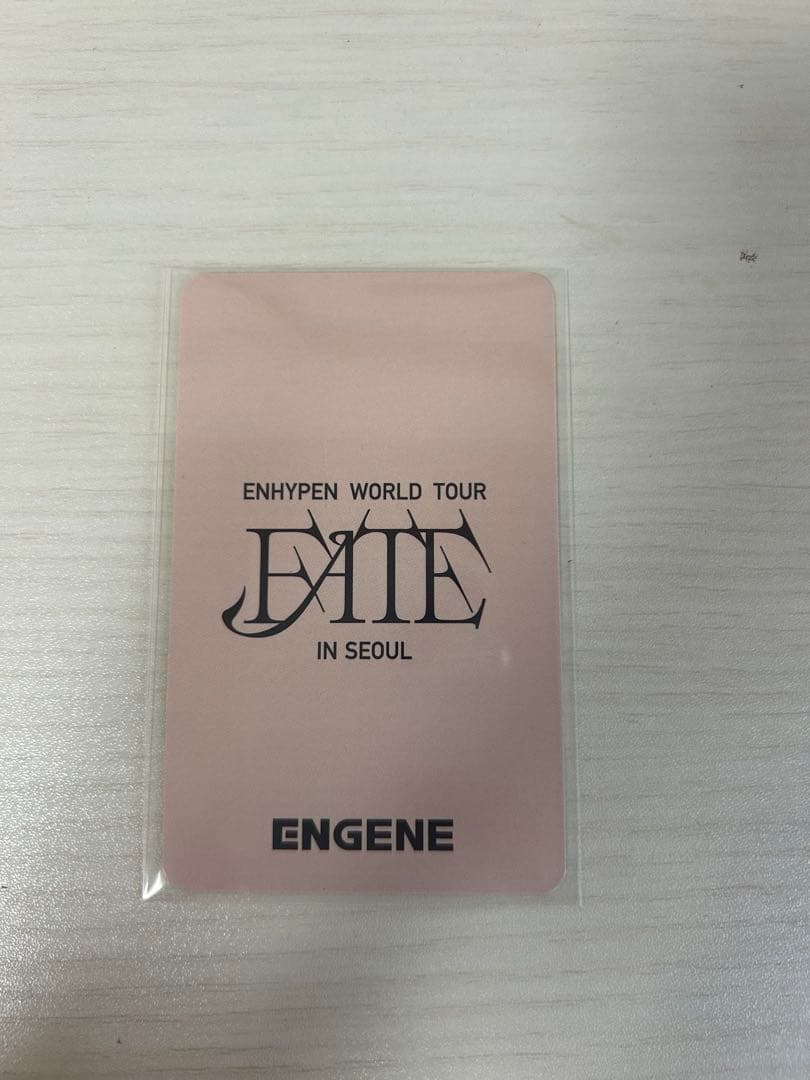 ENHYPEN WORLD TOUR
FATE
IN SEOUL
ENGENE